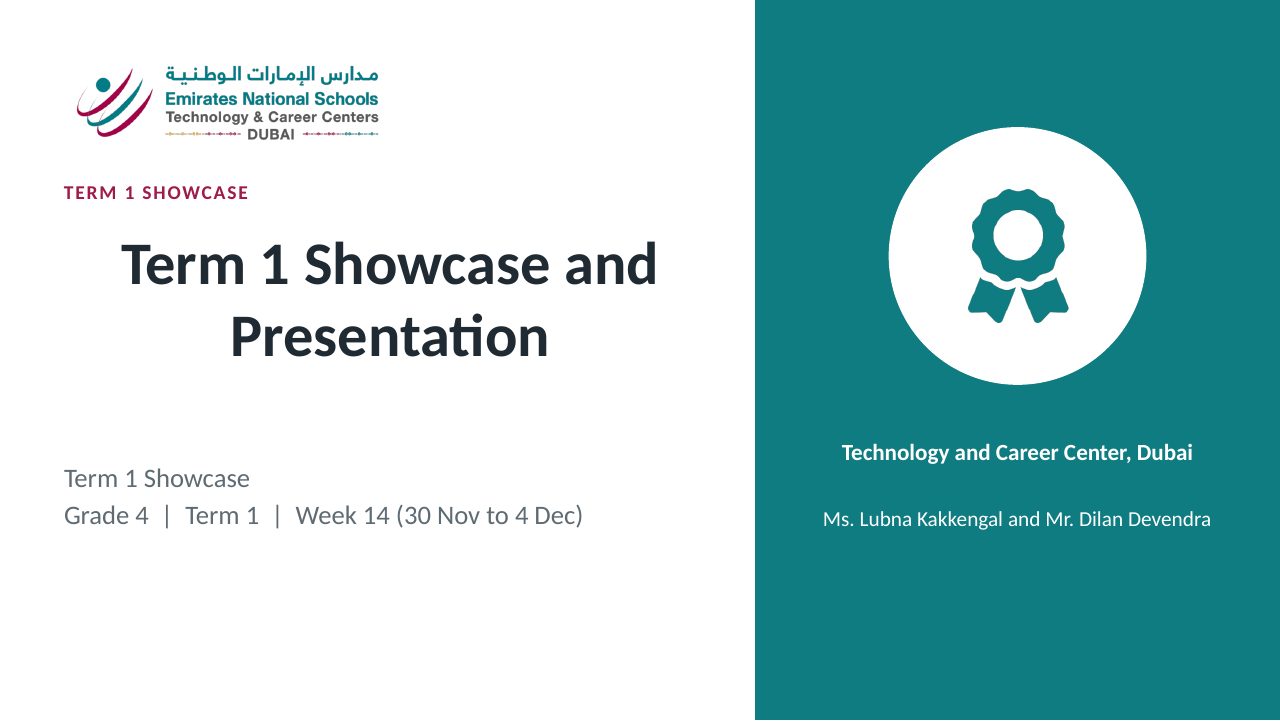 مدارس الإمارات الوطنية
Emirates National Schools
Technology & Career Centers
DUBAI
TERM 1 SHOWCASE
Term 1 Showcase and
Presentation
Term 1 Showcase
Grade 4 | Term 1 | Week 14 (30 Nov to 4 Dec)
Technology and Career Center, Dubai
Ms. Lubna Kakkengal and Mr. Dilan Devendra